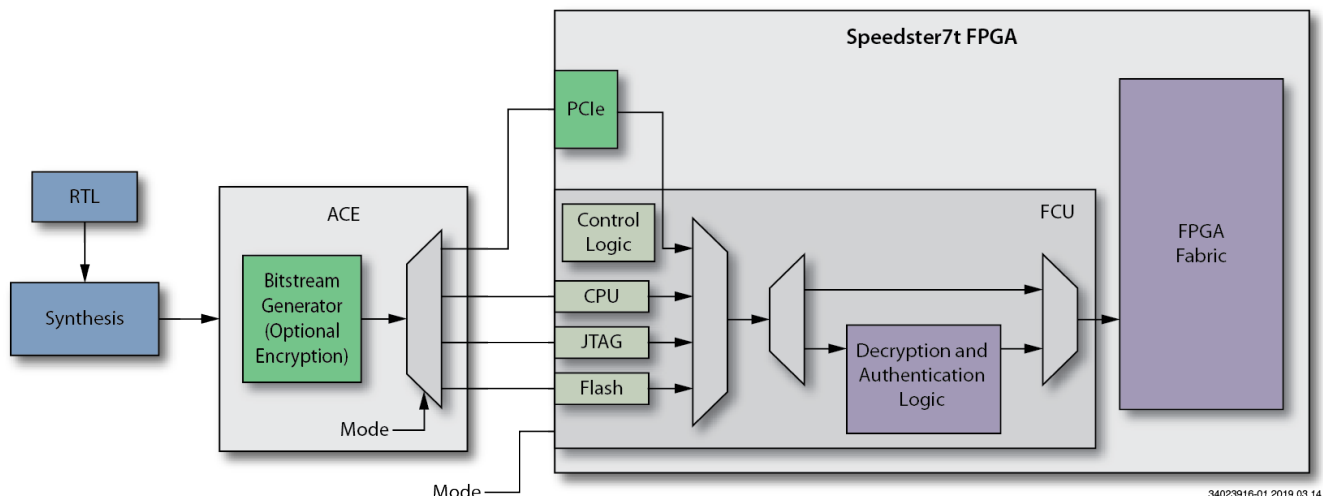 Speedster7t FPGA
PCIe
RTL
ACE
Control
Logic
FCU
FPGA
Fabric
Bitstream
Generator
(Optional
Encryption)
Synthesis
CPU
JTAG
Flash
Decryption and
Authentication
Logic
Mode
Mode
34023916-01.2019.03.14